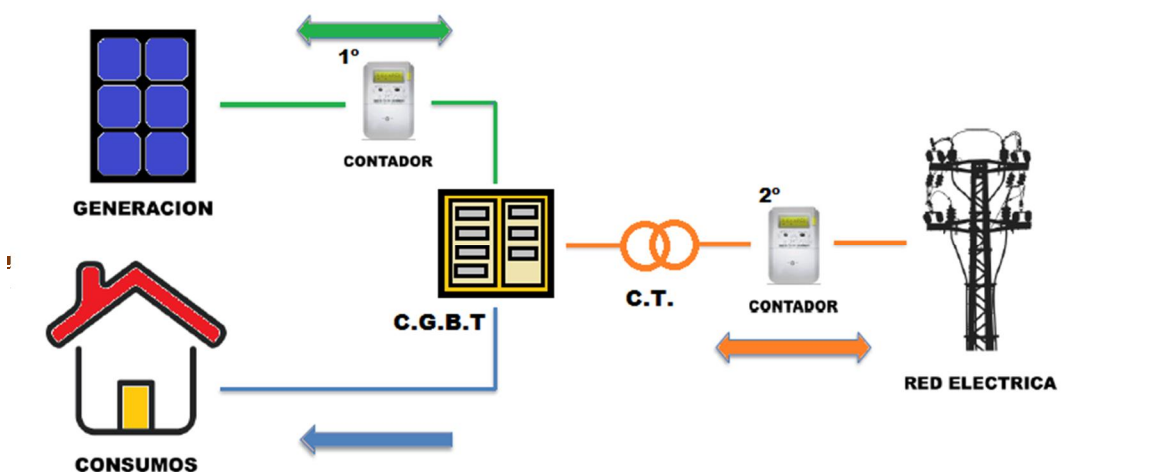 1º
CONTADOR
GENERACION
2º
C.T.
CONTADOR
C.G.B.T
RED ELECTRICA
CONSUMOS